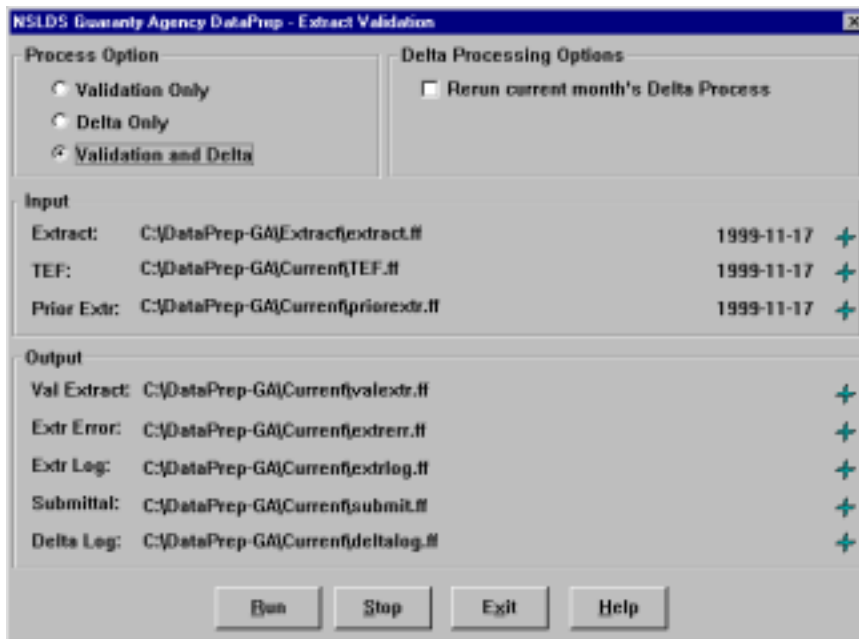 NSLDS Guaranty Agency DataPrep - Extract Validation
Process Option
Validation Only
Delta Only
Validation and Delta
Delta Processing Options
Rerun current month's Delta Process
Input
Extract: C:\DataPrep-GA\Extract\extract.ff 1999-11-17
TEF: C:\DataPrep-GA\Current\TEF.ff 1999-11-17
Prior Extr: C:\DataPrep-GA\Current\priorextr.ff 1999-11-17
Output
Val Extract: C:\DataPrep-GA\Current\valextr.ff
Extr Error: C:\DataPrep-GA\Current\extrerr.ff
Extr Log: C:\DataPrep-GA\Current\extrlog.ff
Submittal: C:\DataPrep-GA\Current\submit.ff
Delta Log: C:\DataPrep-GA\Current\deltalog.ff
Run Stop Exit Help